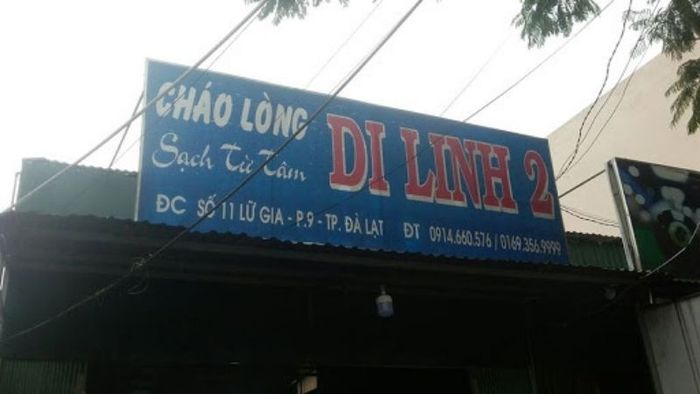 CHÁO LÒNG
Sạch Từ Tâm
DI LINH 2
ĐC SỐ 11 LỮ GIA - P.9 - TP. ĐÀ LẠT ĐT 0914.660.576 / 0169.356.9999